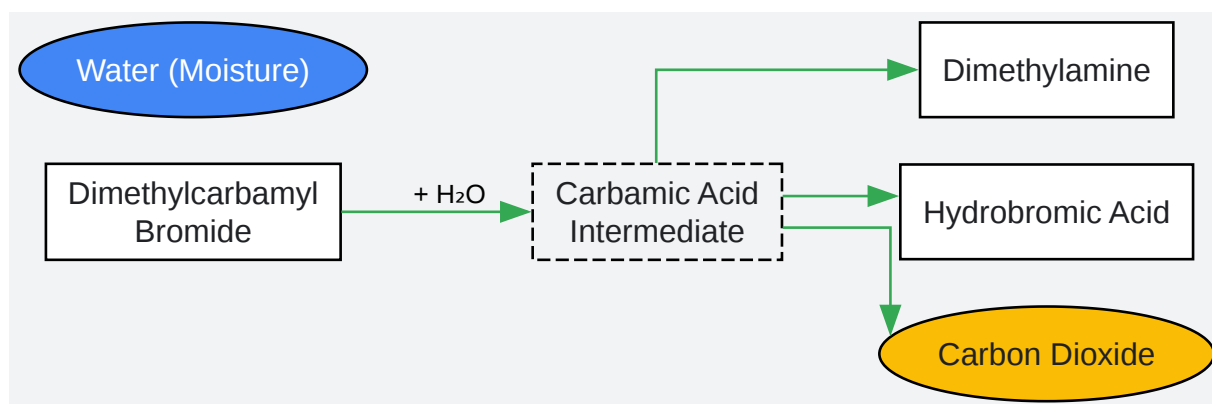 Water (Moisture)
Dimethylamine
Dimethylcarbamyl
Bromide
+ H₂O
Carbamic Acid
Intermediate
Hydrobromic Acid
Carbon Dioxide